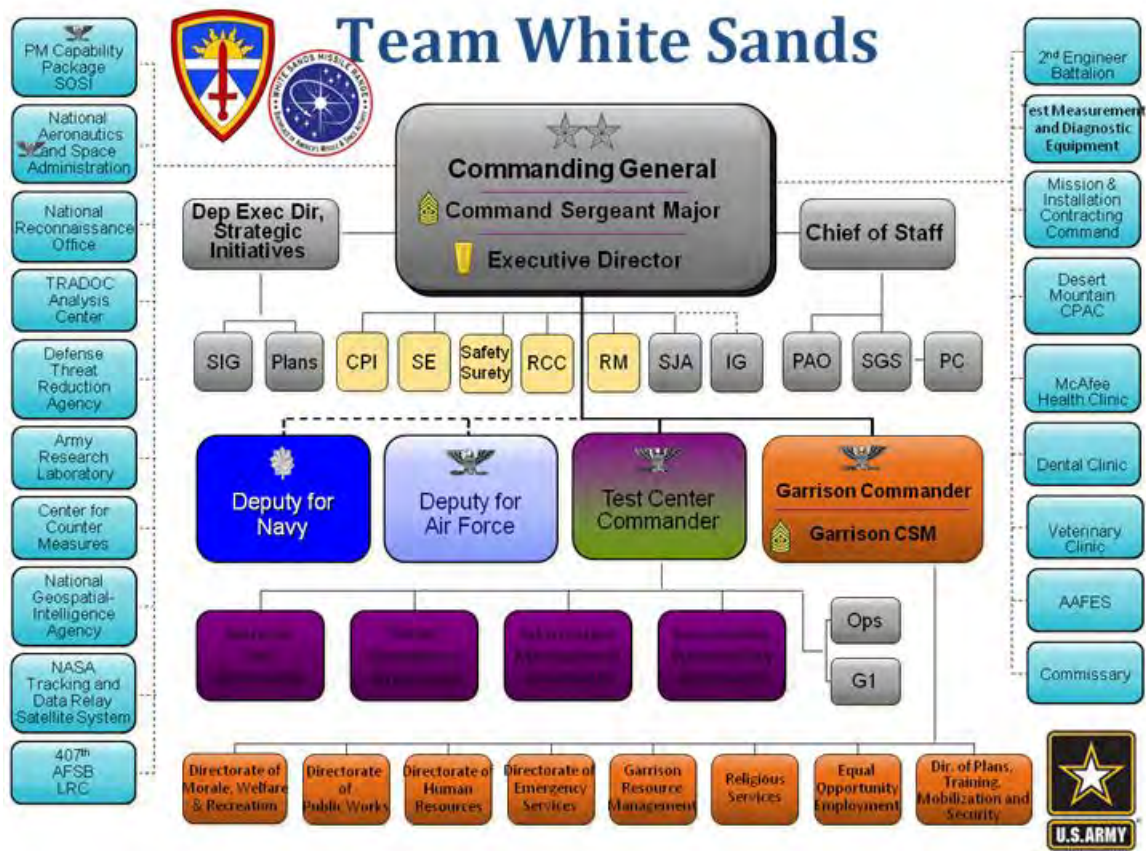 Team White Sands
PM Capability
Package
SOSI
National
Aeronautics
and Space
Administration
National
Reconnaissance
Office
TRADOC
Analysis
Center
Defense
Threat
Reduction
Agency
Army
Research
Laboratory
Center for
Counter
Measures
National
Geospatial-
Intelligence
Agency
NASA
Tracking and
Data Relay
Satellite System
407th
AFSB
LRC
WHITE SANDS MISSILE RANGE
Commanding General
Command Sergeant Major
Executive Director
Dep Exec Dir,
Strategic
Initiatives
Chief of Staff
SIG
Plans
CPI
SE
Safety
Surety
RCC
RM
SJA
IG
PAO
SGS
PC
Deputy for
Navy
Deputy for
Air Force
Test Center
Commander
Garrison Commander
Garrison CSM
Ops
G1
Directorate of
Morale, Welfare
& Recreation
Directorate
of
Public Works
Directorate of
Human
Resources
Directorate of
Emergency
Services
Garrison
Resource
Management
Religious
Services
Equal
Opportunity
Employment
Dir. of Plans,
Training,
Mobilization and
Security
2nd Engineer
Battalion
Test Measurement
and Diagnostic
Equipment
Mission &
Installation
Contracting
Command
Desert
Mountain
CPAC
McAfee
Health Clinic
Dental Clinic
Veterinary
Clinic
AAFES
Commissary
U.S.ARMY